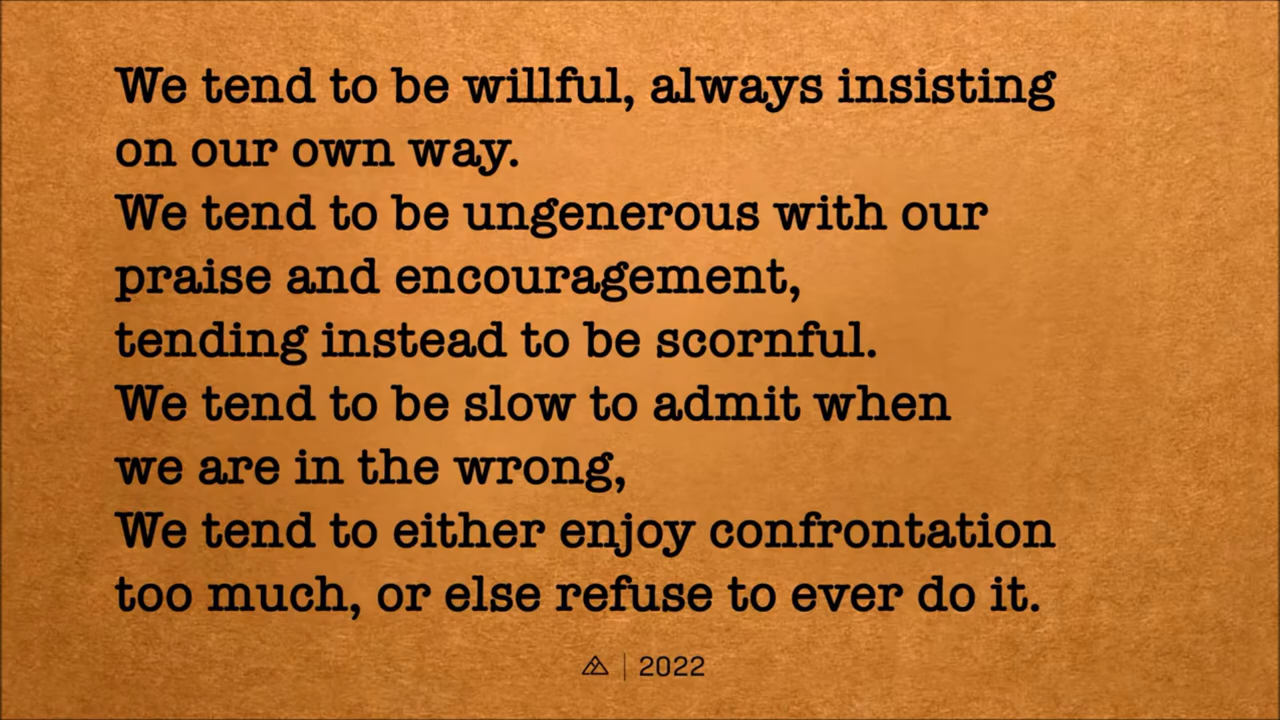 We tend to be willful, always insisting
on our own way.
We tend to be ungenerous with our
praise and encouragement,
tending instead to be scornful.
We tend to be slow to admit when
we are in the wrong,
We tend to either enjoy confrontation
too much, or else refuse to ever do it.
| 2022